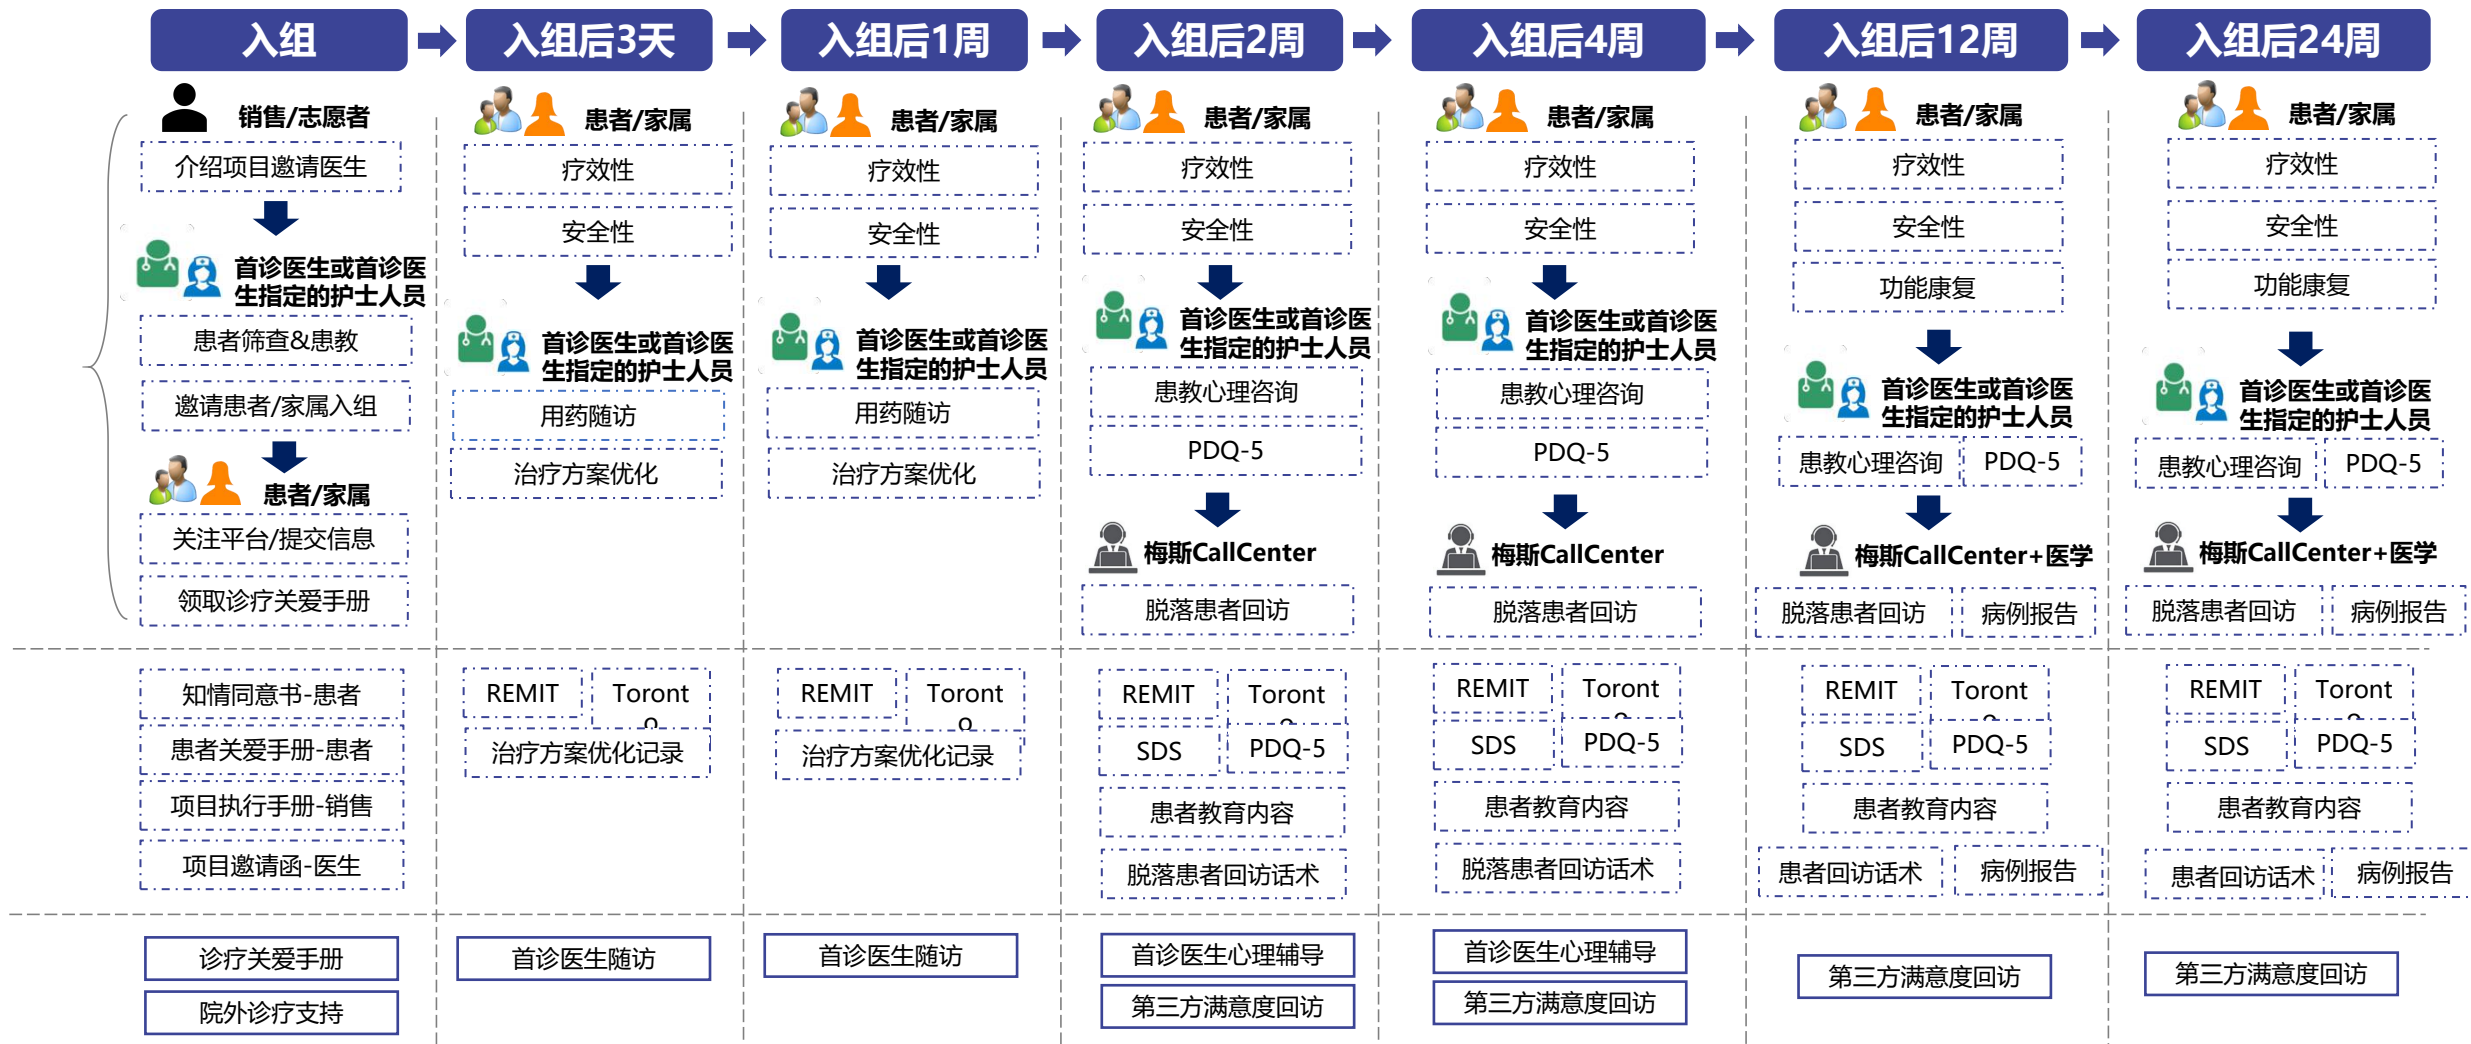 入组
入组后3天
入组后1周
入组后2周
入组后4周
入组后12周
入组后24周
销售/志愿者
介绍项目邀请医生
首诊医生或首诊医
生指定的护士人员
患者筛查&患教
邀请患者/家属入组
患者/家属
关注平台/提交信息
领取诊疗关爱手册
患者/家属
疗效性
安全性
首诊医生或首诊医
生指定的护士人员
用药随访
治疗方案优化
患者/家属
疗效性
安全性
首诊医生或首诊医
生指定的护士人员
用药随访
治疗方案优化
患者/家属
疗效性
安全性
首诊医生或首诊医
生指定的护士人员
患教心理咨询
PDQ-5
梅斯CallCenter
脱落患者回访
患者/家属
疗效性
安全性
首诊医生或首诊医
生指定的护士人员
患教心理咨询
PDQ-5
梅斯CallCenter
脱落患者回访
患者/家属
疗效性
安全性
功能康复
首诊医生或首诊医
生指定的护士人员
患教心理咨询
PDQ-5
梅斯CallCenter+医学
脱落患者回访
病例报告
患者/家属
疗效性
安全性
功能康复
首诊医生或首诊医
生指定的护士人员
患教心理咨询
PDQ-5
梅斯CallCenter+医学
脱落患者回访
病例报告
知情同意书-患者
患者关爱手册-患者
项目执行手册-销售
项目邀请函-医生
REMIT
Toront
o
治疗方案优化记录
REMIT
Toront
o
治疗方案优化记录
REMIT
Toront
o
SDS
PDQ-5
患者教育内容
脱落患者回访话术
REMIT
Toront
o
SDS
PDQ-5
患者教育内容
脱落患者回访话术
REMIT
Toront
o
SDS
PDQ-5
患者教育内容
患者回访话术
病例报告
REMIT
Toront
o
SDS
PDQ-5
患者教育内容
患者回访话术
病例报告
诊疗关爱手册
院外诊疗支持
首诊医生随访
首诊医生随访
首诊医生心理辅导
第三方满意度回访
首诊医生心理辅导
第三方满意度回访
第三方满意度回访
第三方满意度回访